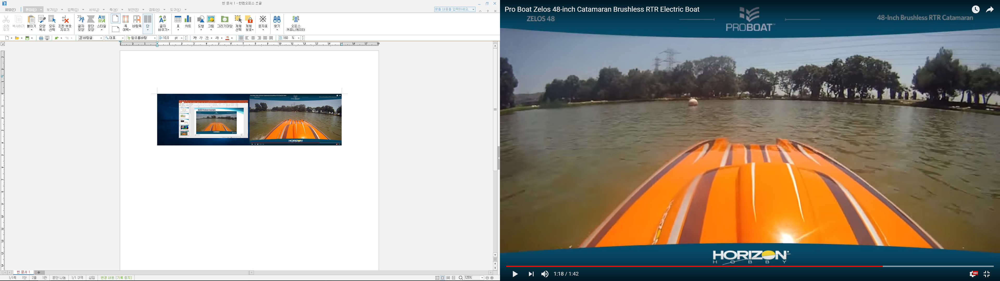 빈 문서 1 - 한컴오피스 흔글
파일(F) 편집(E) 보기(U) 입력(D) 서식(J) 쪽(W) 보안(B) 검토(H) 도구(K)
찾을 내용을 입력하세요.
오려 두기
복사하기
붙이기
모양 복사
모두 선택
조판 부호 지우기
글자 모양
문단 모양
스타일
쪽 여백
바탕쪽
단
글자 바꾸기
표
차트
도형
그림
그리기마당
개체 선택
개체 보호
문자표
찾기
오피스 커뮤니케이터
바탕글 대표 함초롬바탕 10.0 pt 가 가 가 가 가 160 %
ZELOS Proboat Example
빈 문서 1
1/1쪽 1단 2줄 1칸 문단 나눔 1/1 구역 삽입 변경 내용 [기록 중지] 125%
Pro Boat Zelos 48-inch Catamaran Brushless RTR Electric Boat
ZELOS 48
PROBOAT™
48-Inch Brushless RTR Catamaran
HORIZON
HOBBY
1:18 / 1:42
HD